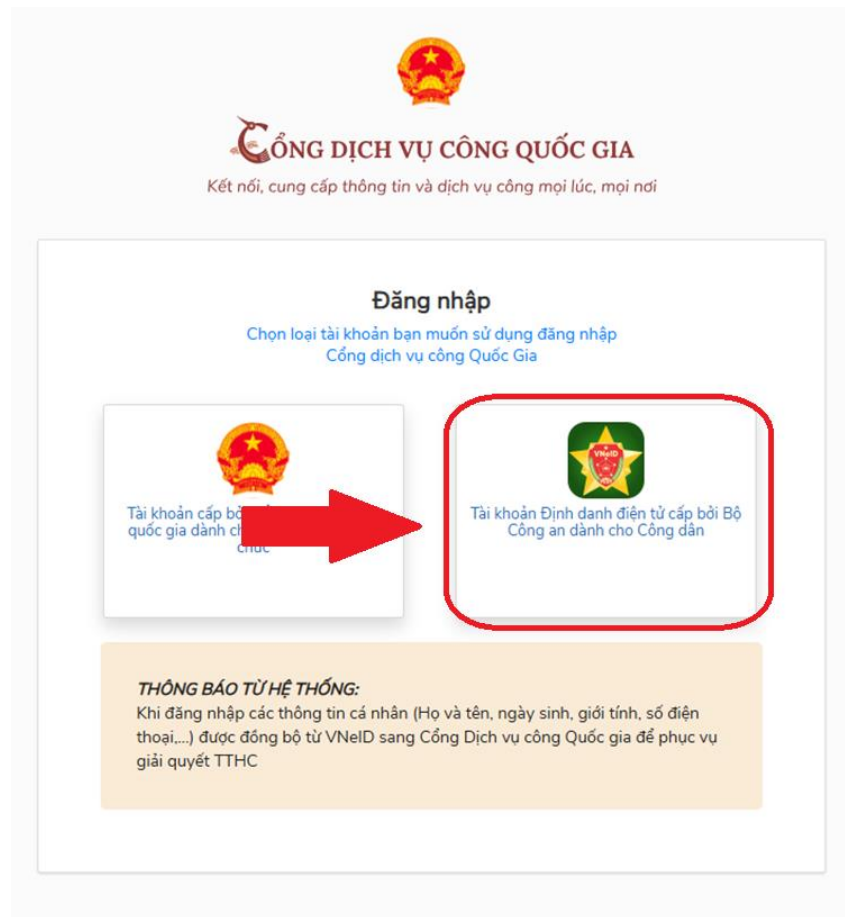 CỔNG DỊCH VỤ CÔNG QUỐC GIA
Kết nối, cung cấp thông tin và dịch vụ công mọi lúc, mọi nơi
Đăng nhập
Chọn loại tài khoản bạn muốn sử dụng đăng nhập
Cổng dịch vụ công Quốc Gia
Tài khoản cấp
quốc gia dành
chức
VNeID
Tài khoản Định danh điện tử cấp bởi Bộ
Công an dành cho Công dân
THÔNG BÁO TỪ HỆ THỐNG:
Khi đăng nhập các thông tin cá nhân (Họ và tên, ngày sinh, giới tính, số điện
thoại,...) được đồng bộ từ VNeID sang Cổng Dịch vụ công Quốc gia để phục vụ
giải quyết TTHC